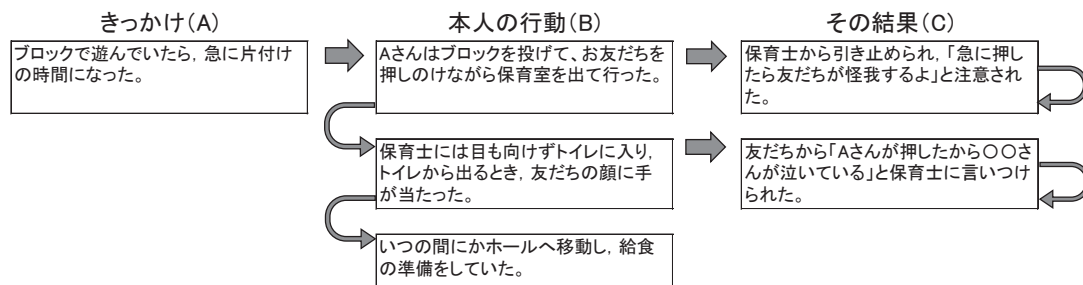 きっかけ(A)
本人の行動(B)
その結果(C)
ブロックで遊んでいたら, 急に片付け
の時間になった。
Aさんはブロックを投げて、お友だちを
押しのけながら保育室を出て行った。
保育士から引き止められ, 「急に押し
たら友だちが怪我するよ」と注意され
た。
保育士には目も向けずトイレに入り,
トイレから出るとき, 友だちの顔に手
が当たった。
友だちから「Aさんが押したから〇〇さ
んが泣いている」と保育士に言いつけ
られた。
いつの間にかホールへ移動し, 給食
の準備をしていた。